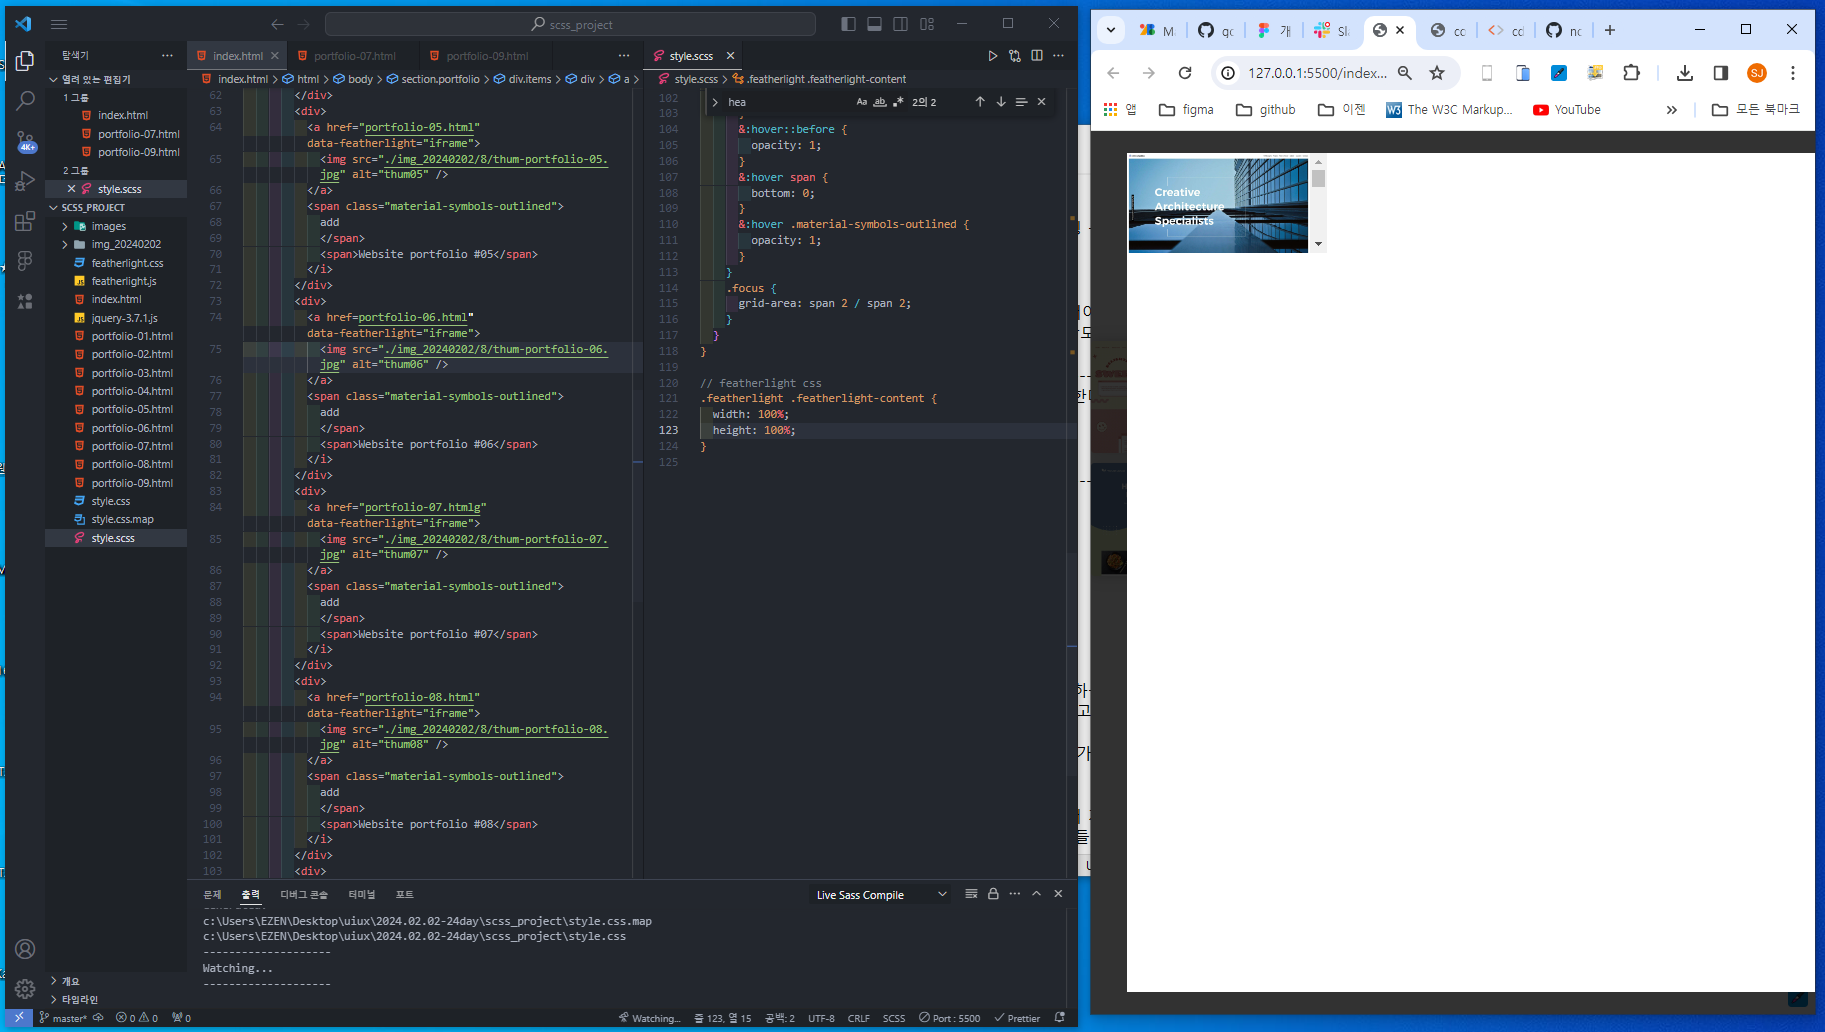 scss_project
탐색기
열려 있는 편집기
1 그룹
index.html
portfolio-07.html
portfolio-09.html
2 그룹
style.scss
SCSS_PROJECT
images
img_20240202
featherlight.css
featherlight.js
index.html
jquery-3.7.1.js
portfolio-01.html
portfolio-02.html
portfolio-03.html
portfolio-04.html
portfolio-05.html
portfolio-06.html
portfolio-07.html
portfolio-08.html
portfolio-09.html
style.css
style.css.map
style.scss
개요
타임라인
4K+
index.html portfolio-07.html portfolio-09.html
index.html > html > body > section.portfolio > div.items > div > a >
62 </div>
63 <div>
64 <a href="portfolio-05.html"
data-featherlight="iframe">
65 <img src="./img_20240202/8/thum-portfolio-05.
jpg" alt="thum05" />
66 </a>
67 <span class="material-symbols-outlined">
68 add
69 </span>
70 <span>Website portfolio #05</span>
71 </i>
72 </div>
73 <div>
74 <a href=portfolio-06.html"
data-featherlight="iframe">
75 <img src="./img_20240202/8/thum-portfolio-06.
jpg" alt="thum06" />
76 </a>
77 <span class="material-symbols-outlined">
78 add
79 </span>
80 <span>Website portfolio #06</span>
81 </i>
82 </div>
83 <div>
84 <a href="portfolio-07.htmlg"
data-featherlight="iframe">
85 <img src="./img_20240202/8/thum-portfolio-07.
jpg" alt="thum07" />
86 </a>
87 <span class="material-symbols-outlined">
88 add
89 </span>
90 <span>Website portfolio #07</span>
91 </i>
92 </div>
93 <div>
94 <a href="portfolio-08.html"
data-featherlight="iframe">
95 <img src="./img_20240202/8/thum-portfolio-08.
jpg" alt="thum08" />
96 </a>
97 <span class="material-symbols-outlined">
98 add
99 </span>
100 <span>Website portfolio #08</span>
101 </i>
102 </div>
103 <div>
style.scss
style.scss > .featherlight .featherlight-content
hea Aa ab 2의 2
102
103 }
104 &:hover::before {
105 opacity: 1;
106 }
107 &:hover span {
108 bottom: 0;
109 }
110 &:hover .material-symbols-outlined {
111 opacity: 1;
112 }
113 }
114 .focus {
115 grid-area: span 2 / span 2;
116 }
117 }
118 }
119
120 // featherlight css
121 .featherlight .featherlight-content {
122 width: 100%;
123 height: 100%;
124 }
125
문제 출력 디버그 콘솔 터미널 포트 Live Sass Compile
c:\Users\EZEN\Desktop\uiux\2024.02.02-24day\scss_project\style.css.map
c:\Users\EZEN\Desktop\uiux\2024.02.02-24day\scss_project\style.css
--------------------
Watching...
--------------------
master* 0 0 0 Watching... 줄 123, 열 15 공백: 2 UTF-8 CRLF SCSS Port : 5500 Prettier
127.0.0.1:5500/index... SJ
앱 figma github 이젠 The W3C Markup... YouTube » 모든 북마크
Creative
Architecture
Specialists